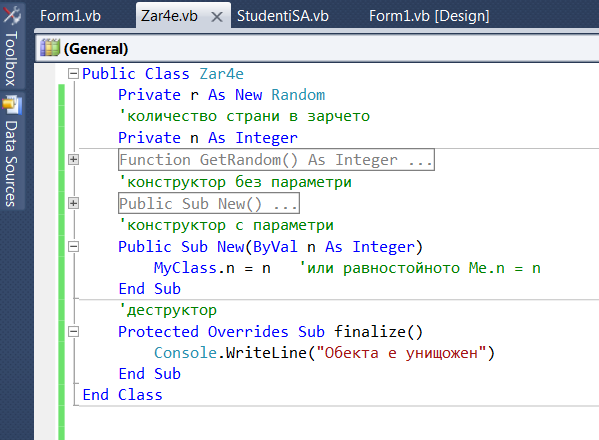 Form1.vb Zar4e.vb StudentiSA.vb Form1.vb [Design]
Toolbox
Data Sources
(General)
Public Class Zar4e
Private r As New Random
'количество страни в зарчето
Private n As Integer
Function GetRandom() As Integer ...
'конструктор без параметри
Public Sub New() ...
'конструктор с параметри
Public Sub New(ByVal n As Integer)
MyClass.n = n 'или равностойното Me.n = n
End Sub
'деструктор
Protected Overrides Sub finalize()
Console.WriteLine("Обекта е унищожен")
End Sub
End Class